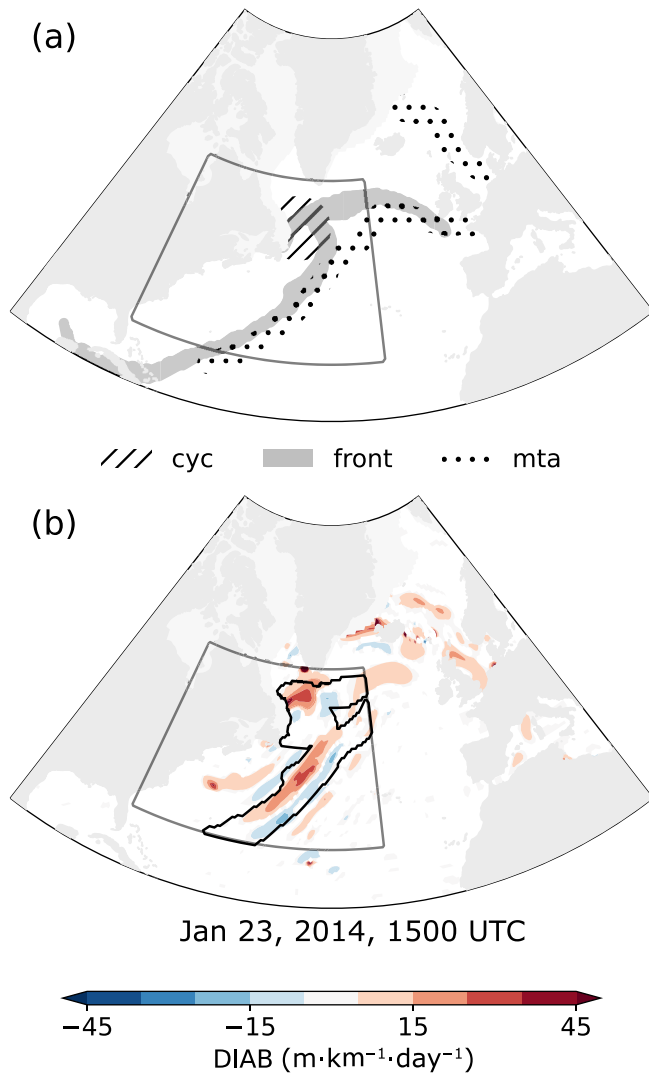 (a)
cyc front mta
(b)
Jan 23, 2014, 1500 UTC
−45 −15 15 45
DIAB (m·km⁻¹·day⁻¹)